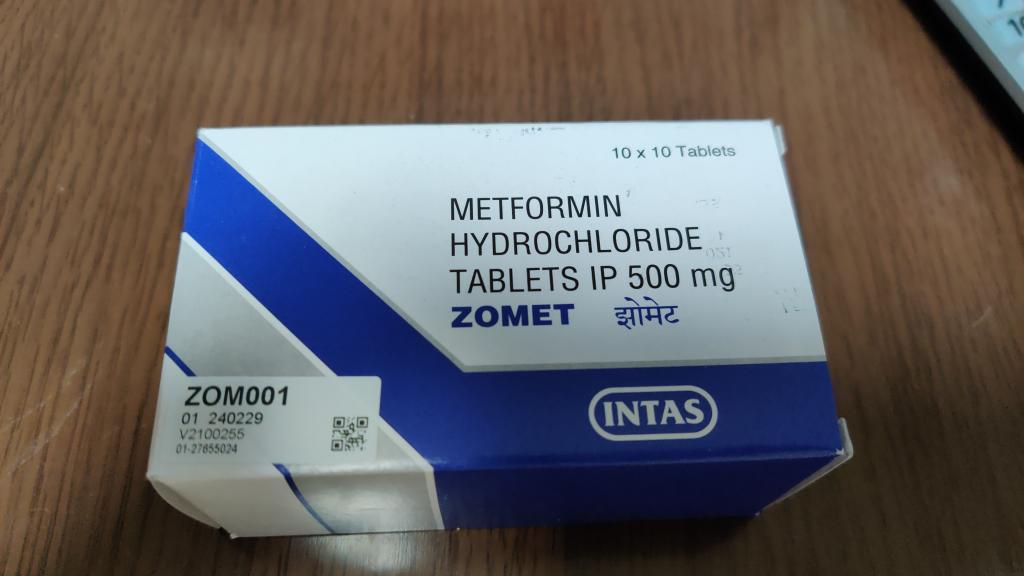 10 x 10 Tablets
METFORMIN
HYDROCHLORIDE
TABLETS IP 500 mg
ZOMET झोमेट
INTAS
ZOM001
01 240229
V2100255
01-27655024